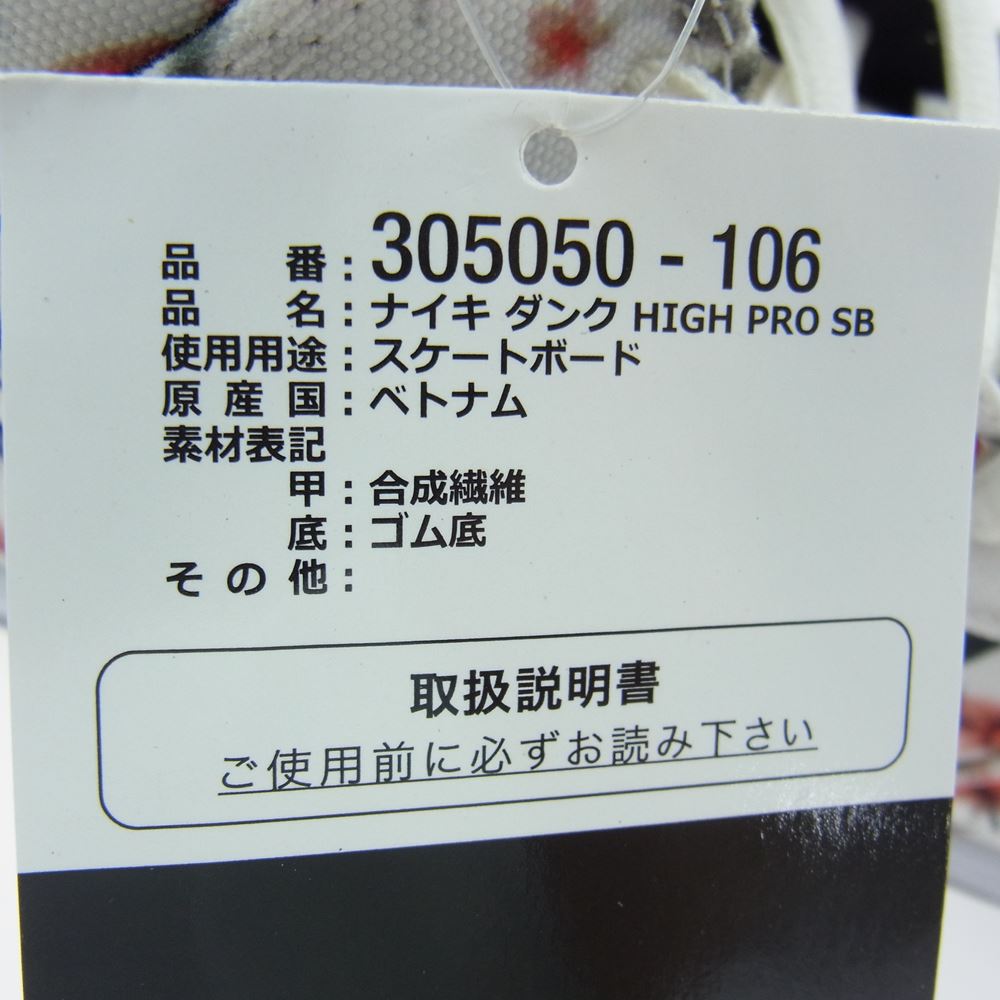 品番：305050 - 106
品名：ナイキ ダンク HIGH PRO SB
使用用途：スケートボード
原産国：ベトナム
素材表記
甲：合成繊維
底：ゴム底
その他：
取扱説明書
ご使用前に必ずお読み下さい